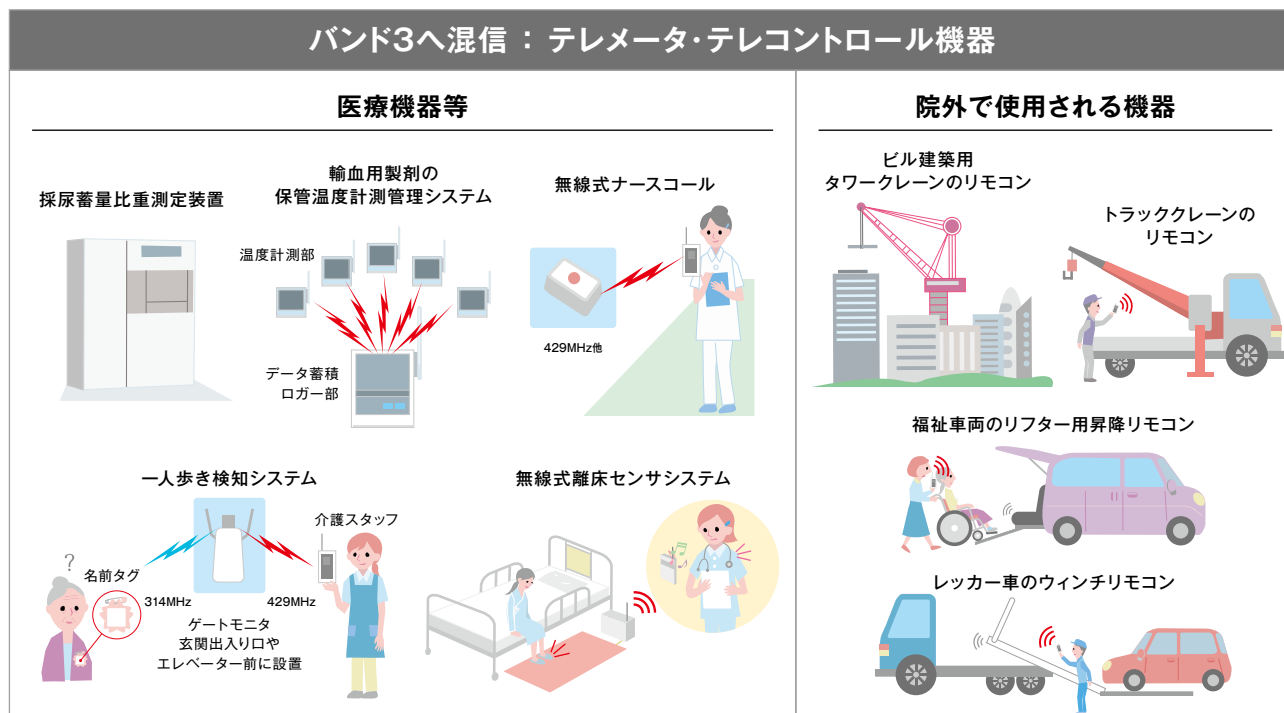 バンド3へ混信 : テレメータ・テレコントロール機器
医療機器等
採尿蓄量比重測定装置
輸血用製剤の
保管温度計測管理システム
温度計測部
データ蓄積
ロガー部
無線式ナースコール
429MHz他
一人歩き検知システム
?
名前タグ
314MHz
429MHz
介護スタッフ
ゲートモニタ
玄関出入り口や
エレベーター前に設置
無線式離床センサシステム
院外で使用される機器
ビル建築用
タワークレーンのリモコン
トラッククレーンの
リモコン
福祉車両のリフター用昇降リモコン
レッカー車のウィンチリモコン